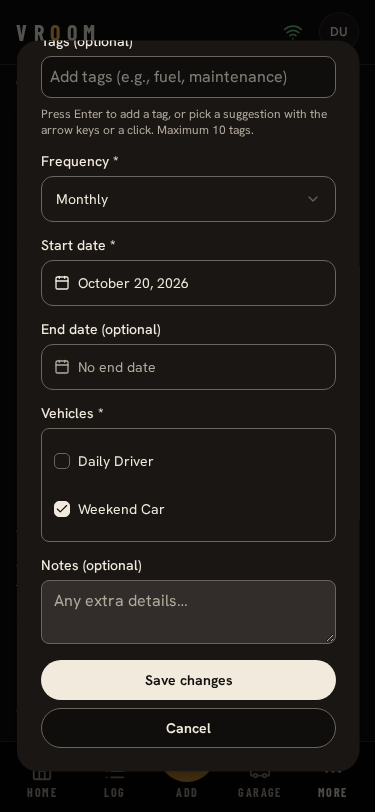 VROOM
DU
Tags (optional)
Add tags (e.g., fuel, maintenance)
Press Enter to add a tag, or pick a suggestion with the
arrow keys or a click. Maximum 10 tags.
Frequency *
Monthly
Start date *
October 20, 2026
End date (optional)
No end date
Vehicles *
Daily Driver
Weekend Car
Notes (optional)
Any extra details...
Save changes
Cancel
HOME
LOG
ADD
GARAGE
MORE